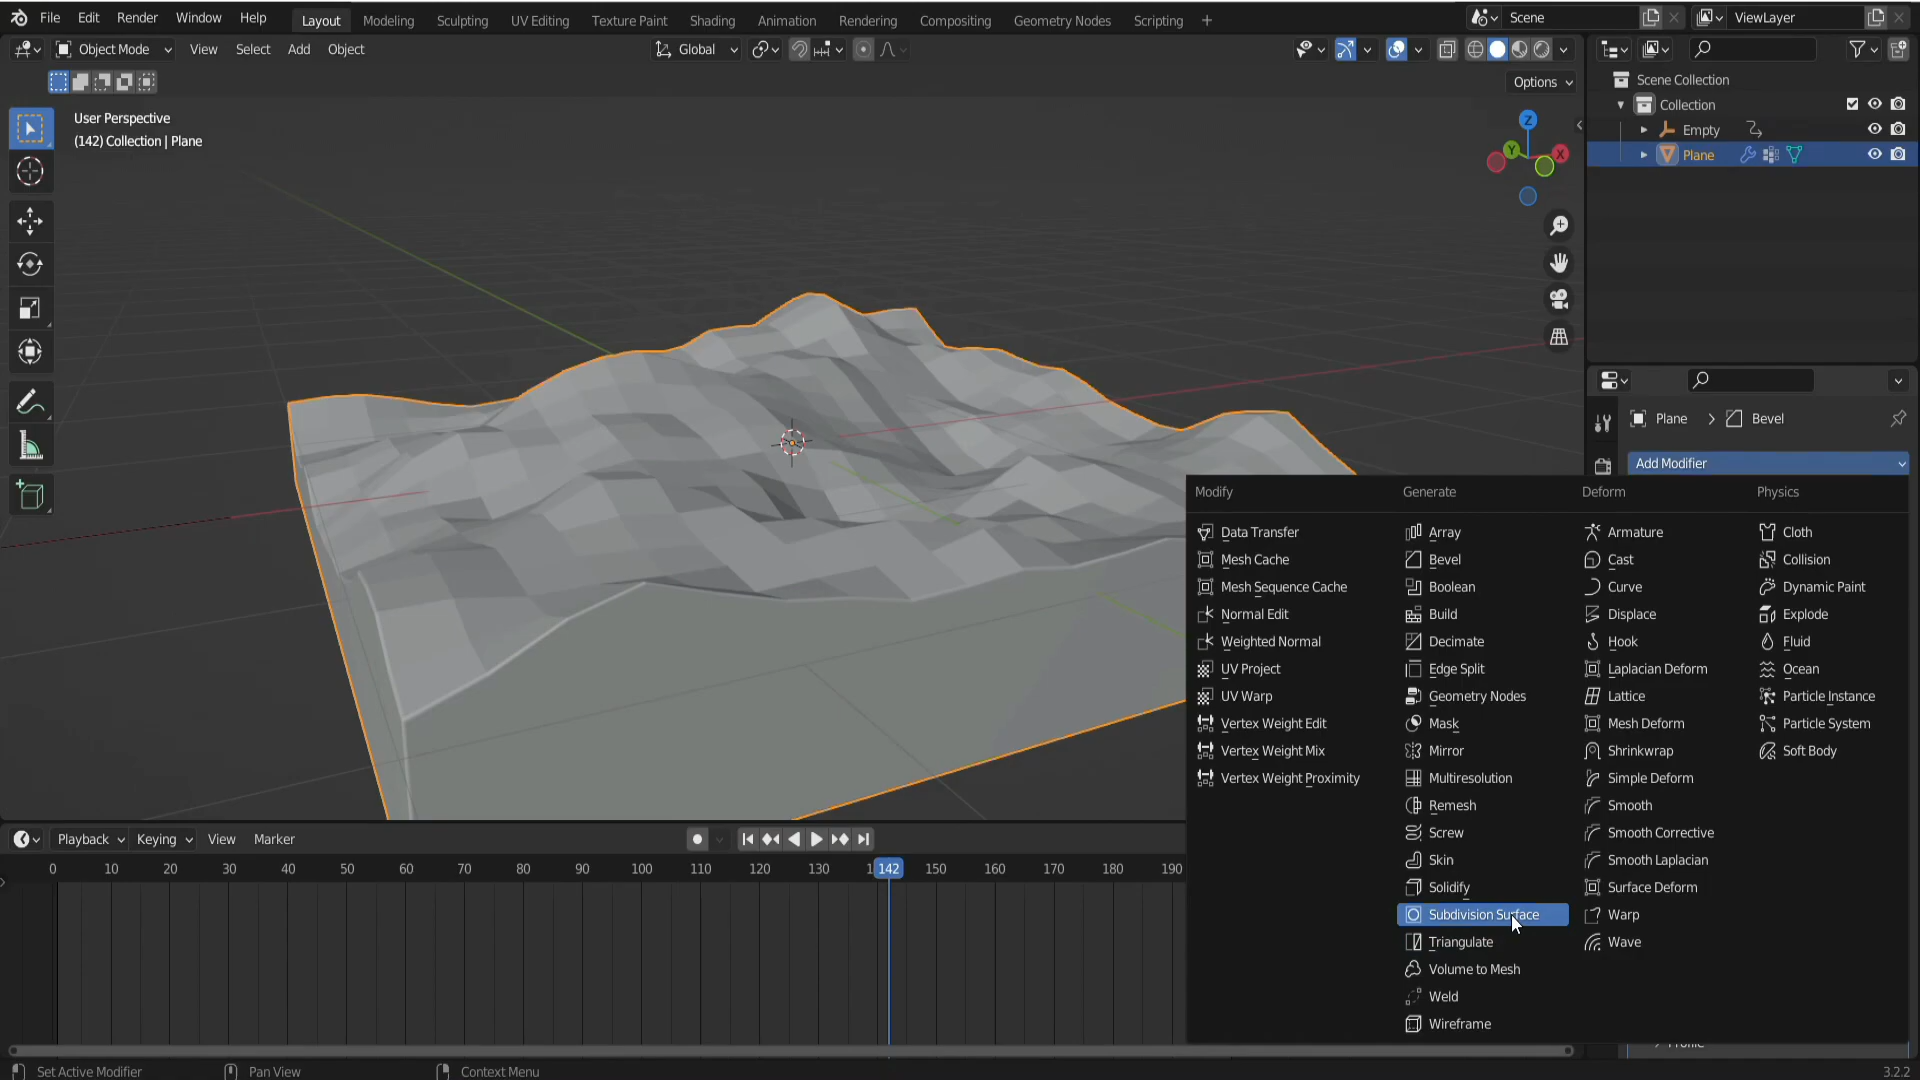 File Edit Render Window Help Layout Modeling Sculpting UV Editing Texture Paint Shading Animation Rendering Compositing Geometry Nodes Scripting + Scene ViewLayer
Object Mode View Select Add Object Global
Options
User Perspective
(142) Collection | Plane
Z
Y
X
Scene Collection
Collection
Empty
Plane
Plane > Bevel
Add Modifier
Modify Generate Deform Physics
Data Transfer Array Armature Cloth
Mesh Cache Bevel Cast Collision
Mesh Sequence Cache Boolean Curve Dynamic Paint
Normal Edit Build Displace Explode
Weighted Normal Decimate Hook Fluid
UV Project Edge Split Laplacian Deform Ocean
UV Warp Geometry Nodes Lattice Particle Instance
Vertex Weight Edit Mask Mesh Deform Particle System
Vertex Weight Mix Mirror Shrinkwrap Soft Body
Vertex Weight Proximity Multiresolution Simple Deform
Remesh Smooth
Screw Smooth Corrective
Skin Smooth Laplacian
Solidify Surface Deform
Subdivision Surface Warp
Triangulate Wave
Volume to Mesh
Weld
Wireframe
Playback Keying View Marker
0 10 20 30 40 50 60 70 80 90 100 110 120 130 142 150 160 170 180 190
Set Active Modifier Pan View Context Menu 3.2.2